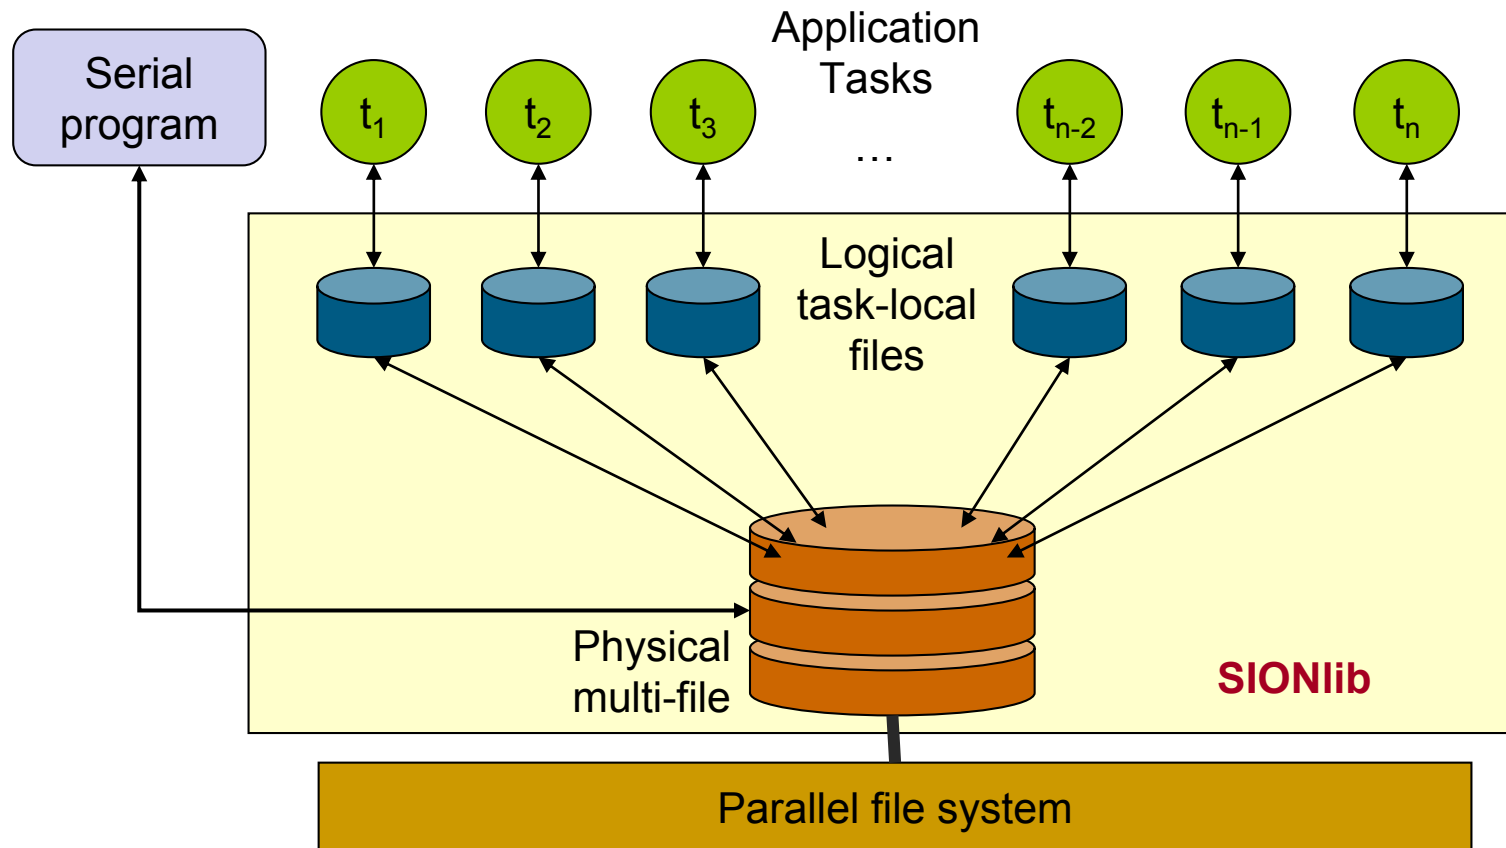 Serial
program
Application
Tasks
...
t1
t2
t3
tn-2
tn-1
tn
Logical
task-local
files
Physical
multi-file
SIONlib
Parallel file system